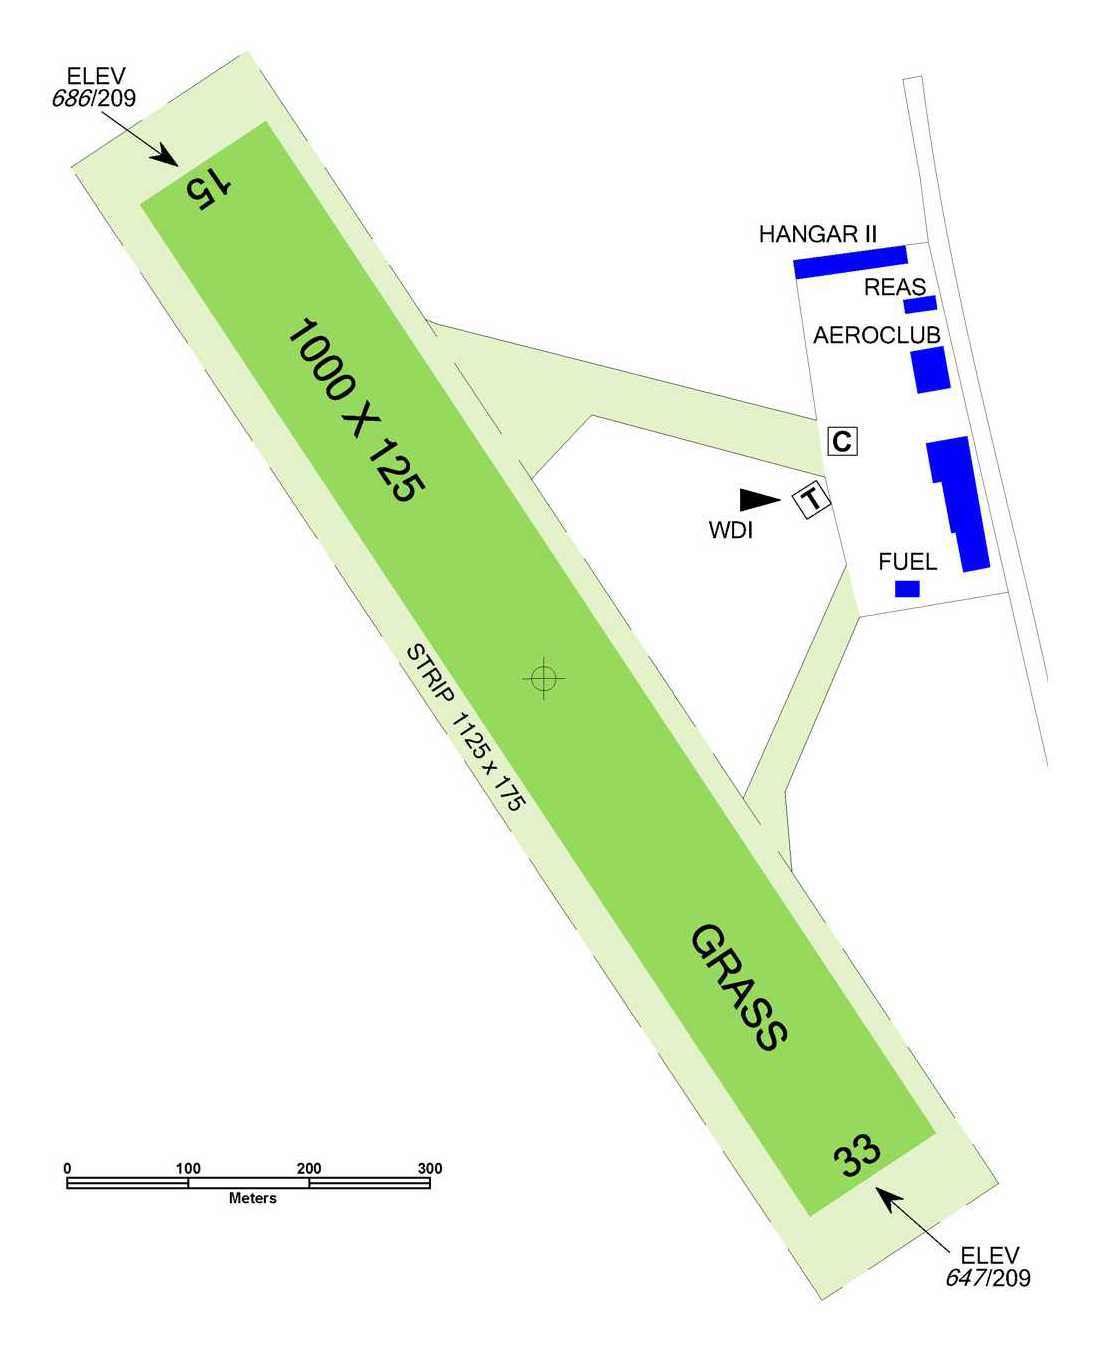 ELEV
686/209
15
HANGAR II
REAS
AEROCLUB
1000 X 125
C
T
WDI
FUEL
STRIP 1125 x 175
GRASS
33
0 100 200 300
Meters
ELEV
647/209